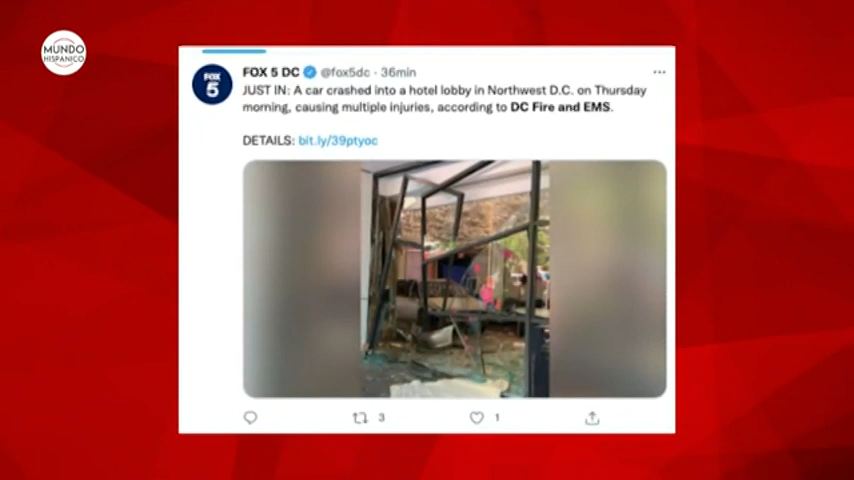 MUNDO
HISPANICO
FOX 5 DC @fox5dc · 36min
FOX
5
JUST IN: A car crashed into a hotel lobby in Northwest D.C. on Thursday
morning, causing multiple injuries, according to DC Fire and EMS.
DETAILS: bit.ly/39ptyoc
3
1